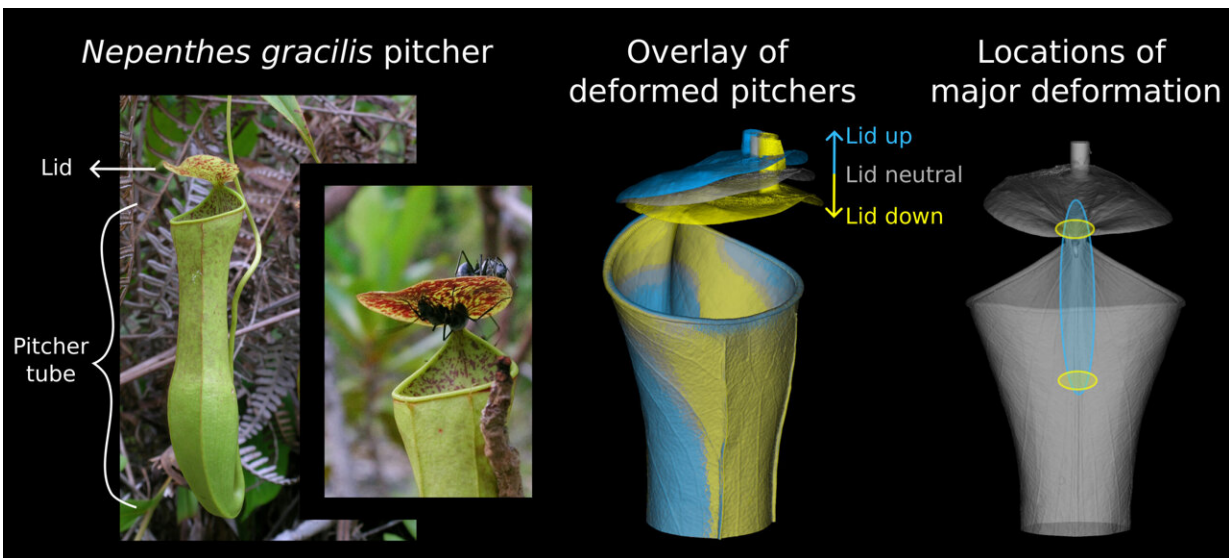 Nepenthes gracilis pitcher
Lid
Pitcher
tube
Overlay of
deformed pitchers
Lid up
Lid neutral
Lid down
Locations of
major deformation